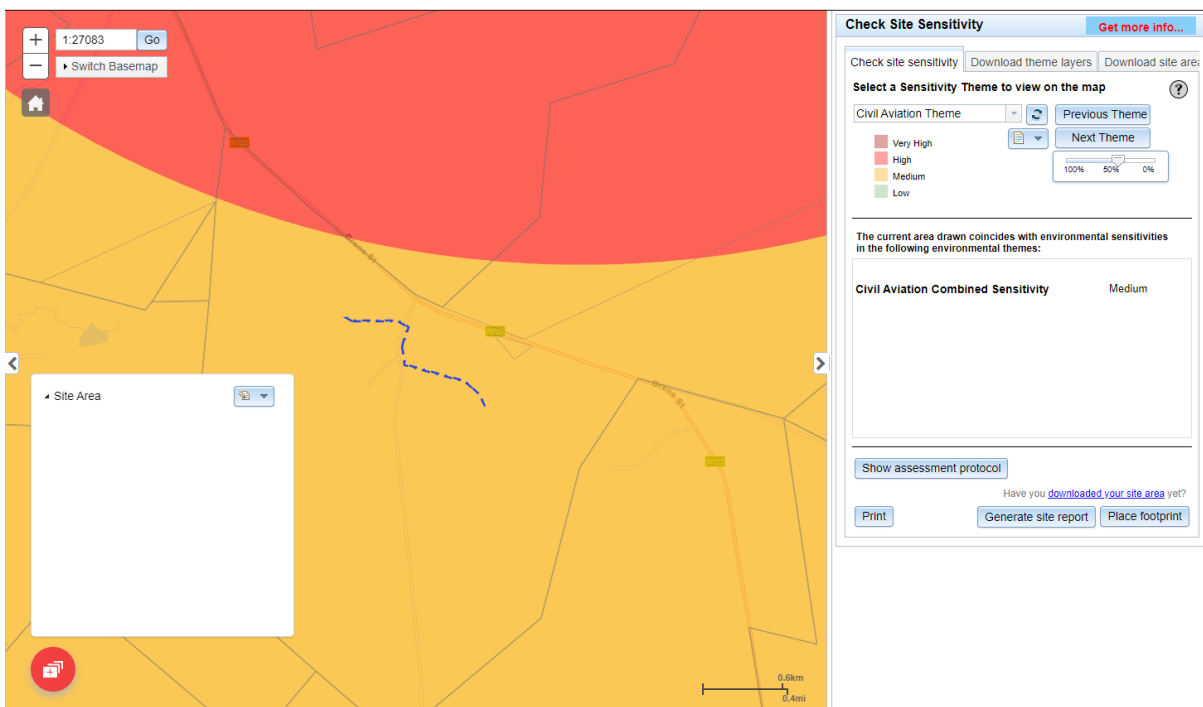 +
1:27083
Go
−
Switch Basemap
Grens St
Grens St
Site Area
0.6km
0.4mi
Check Site Sensitivity
Get more info...
Check site sensitivity
Download theme layers
Download site area
Select a Sensitivity Theme to view on the map
?
Civil Aviation Theme
Previous Theme
Next Theme
Very High
High
Medium
Low
100% 50% 0%
The current area drawn coincides with environmental sensitivities
in the following environmental themes:
Civil Aviation Combined Sensitivity Medium
Show assessment protocol
Have you downloaded your site area yet?
Print
Generate site report
Place footprint